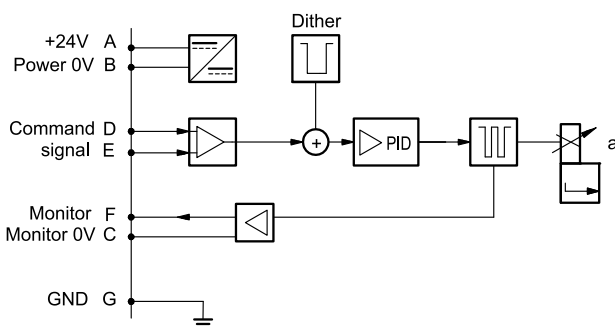 Dither
+24V A
Power 0V B
Command D
signal E
+
PID
a
Monitor F
Monitor 0V C
GND G